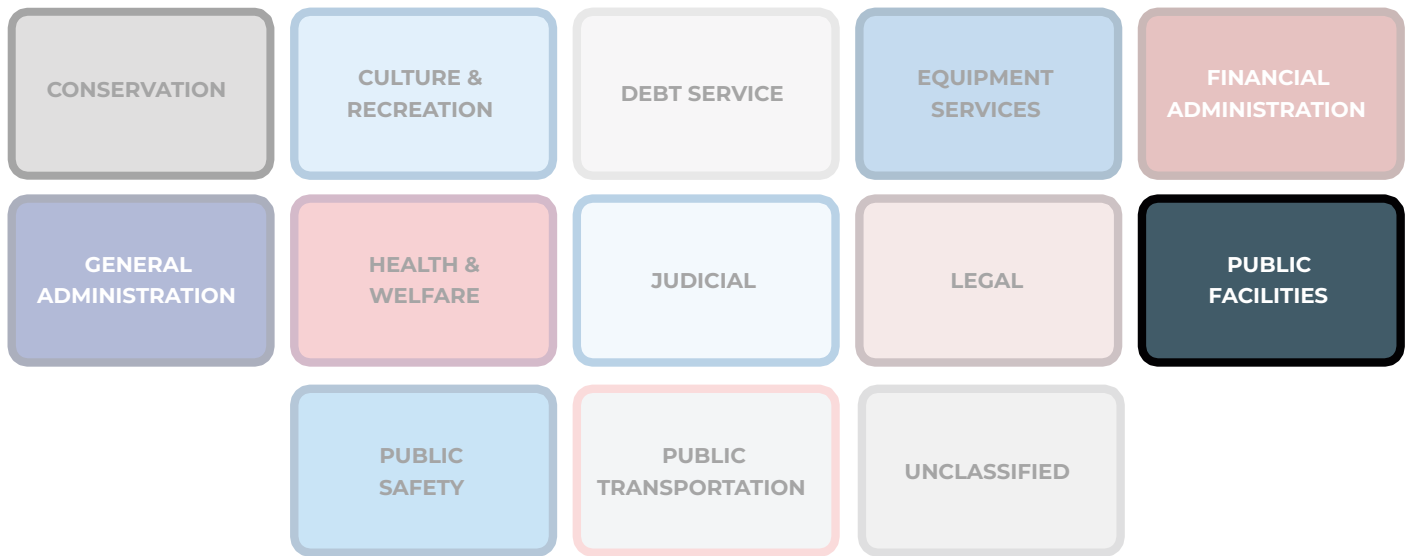 CONSERVATION
CULTURE &
RECREATION
DEBT SERVICE
EQUIPMENT
SERVICES
FINANCIAL
ADMINISTRATION
GENERAL
ADMINISTRATION
HEALTH &
WELFARE
JUDICIAL
LEGAL
PUBLIC
FACILITIES
PUBLIC
SAFETY
PUBLIC
TRANSPORTATION
UNCLASSIFIED